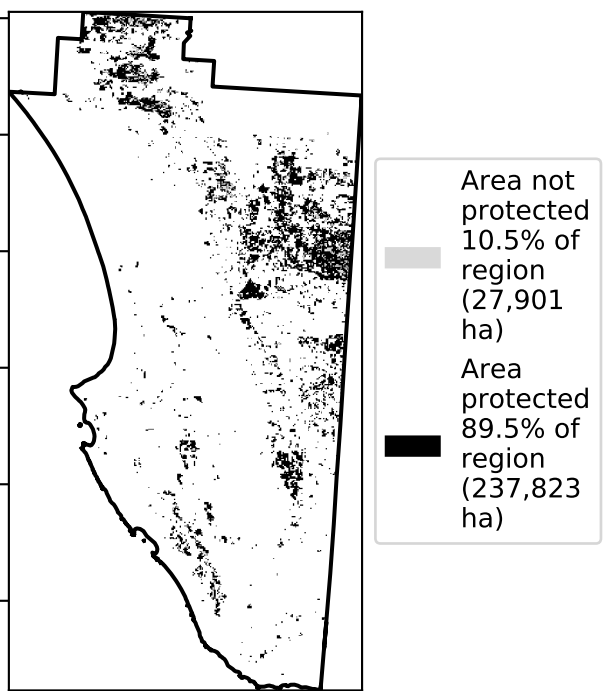 Area not
protected
10.5% of
region
(27,901
ha)
Area
protected
89.5% of
region
(237,823
ha)